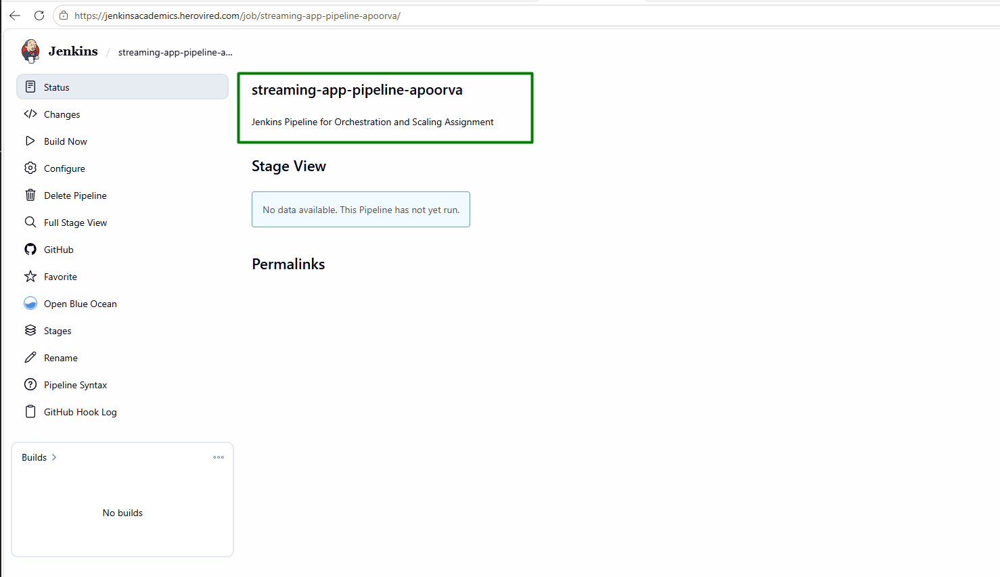 https://jenkinsacademics.herovired.com/job/streaming-app-pipeline-apoorva/
Jenkins / streaming-app-pipeline-a...
Status
Changes
Build Now
Configure
Delete Pipeline
Full Stage View
GitHub
Favorite
Open Blue Ocean
Stages
Rename
Pipeline Syntax
GitHub Hook Log
Builds
No builds
streaming-app-pipeline-apoorva
Jenkins Pipeline for Orchestration and Scaling Assignment
Stage View
No data available. This Pipeline has not yet run.
Permalinks